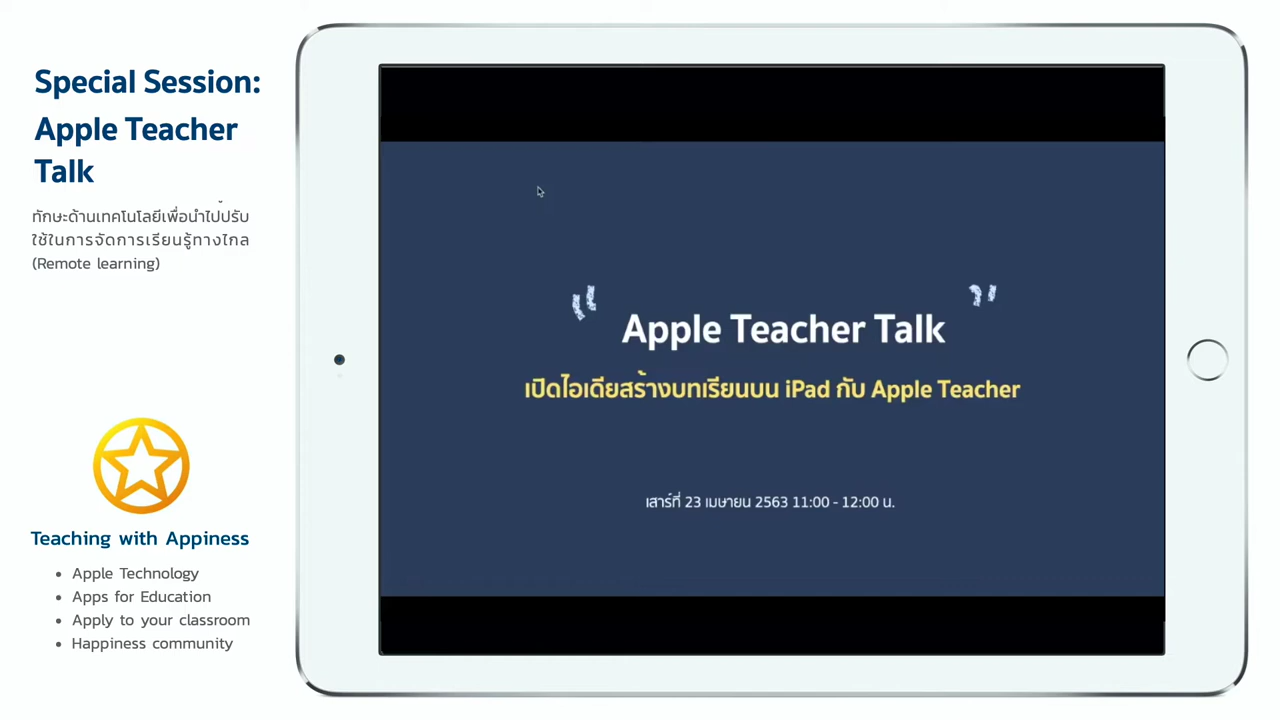 Special Session:
Apple Teacher
Talk
ทักษะด้านเทคโนโลยีเพื่อนำไปปรับ
ใช้ในการจัดการเรียนรู้ทางไกล
(Remote learning)
Teaching with Appiness
• Apple Technology
• Apps for Education
• Apply to your classroom
• Happiness community
“ Apple Teacher Talk ”
เปิดไอเดียสร้างบทเรียนบน iPad กับ Apple Teacher
เสาร์ที่ 23 เมษายน 2563 11:00 - 12:00 น.